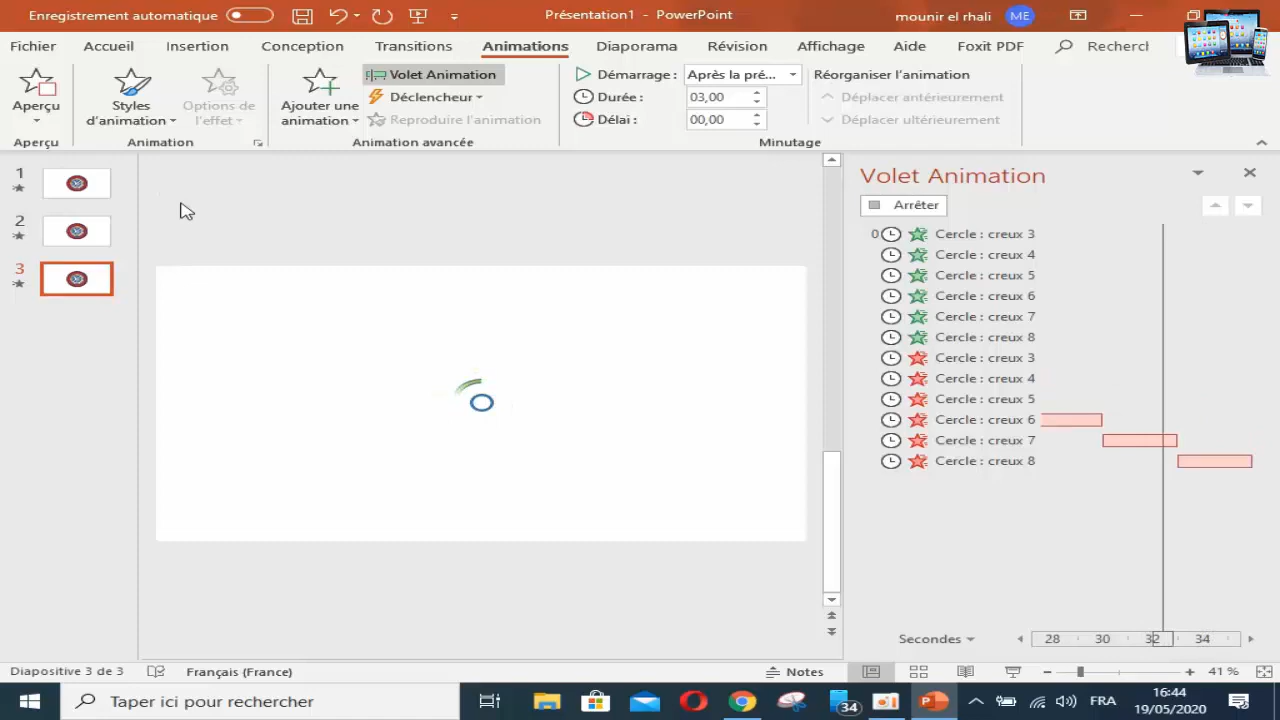 Enregistrement automatique
Présentation1 - PowerPoint
mounir el rhali
ME
Fichier Accueil Insertion Conception Transitions Animations Diaporama Révision Affichage Aide Foxit PDF Rechercl
Aperçu
Styles d'animation
Options de l'effet
Ajouter une animation
Volet Animation
Déclencheur
Reproduire l'animation
Démarrage : Après la pré...
Durée : 03,00
Délai : 00,00
Réorganiser l'animation
Déplacer antérieurement
Déplacer ultérieurement
Aperçu Animation Animation avancée Minutage
1
2
3
Volet Animation
Arrêter
0 Cercle : creux 3
Cercle : creux 4
Cercle : creux 5
Cercle : creux 6
Cercle : creux 7
Cercle : creux 8
Cercle : creux 3
Cercle : creux 4
Cercle : creux 5
Cercle : creux 6
Cercle : creux 7
Cercle : creux 8
Secondes 28 30 32 34
Diapositive 3 de 3 Français (France) Notes 41 %
Taper ici pour rechercher
34
FRA
16:44
19/05/2020